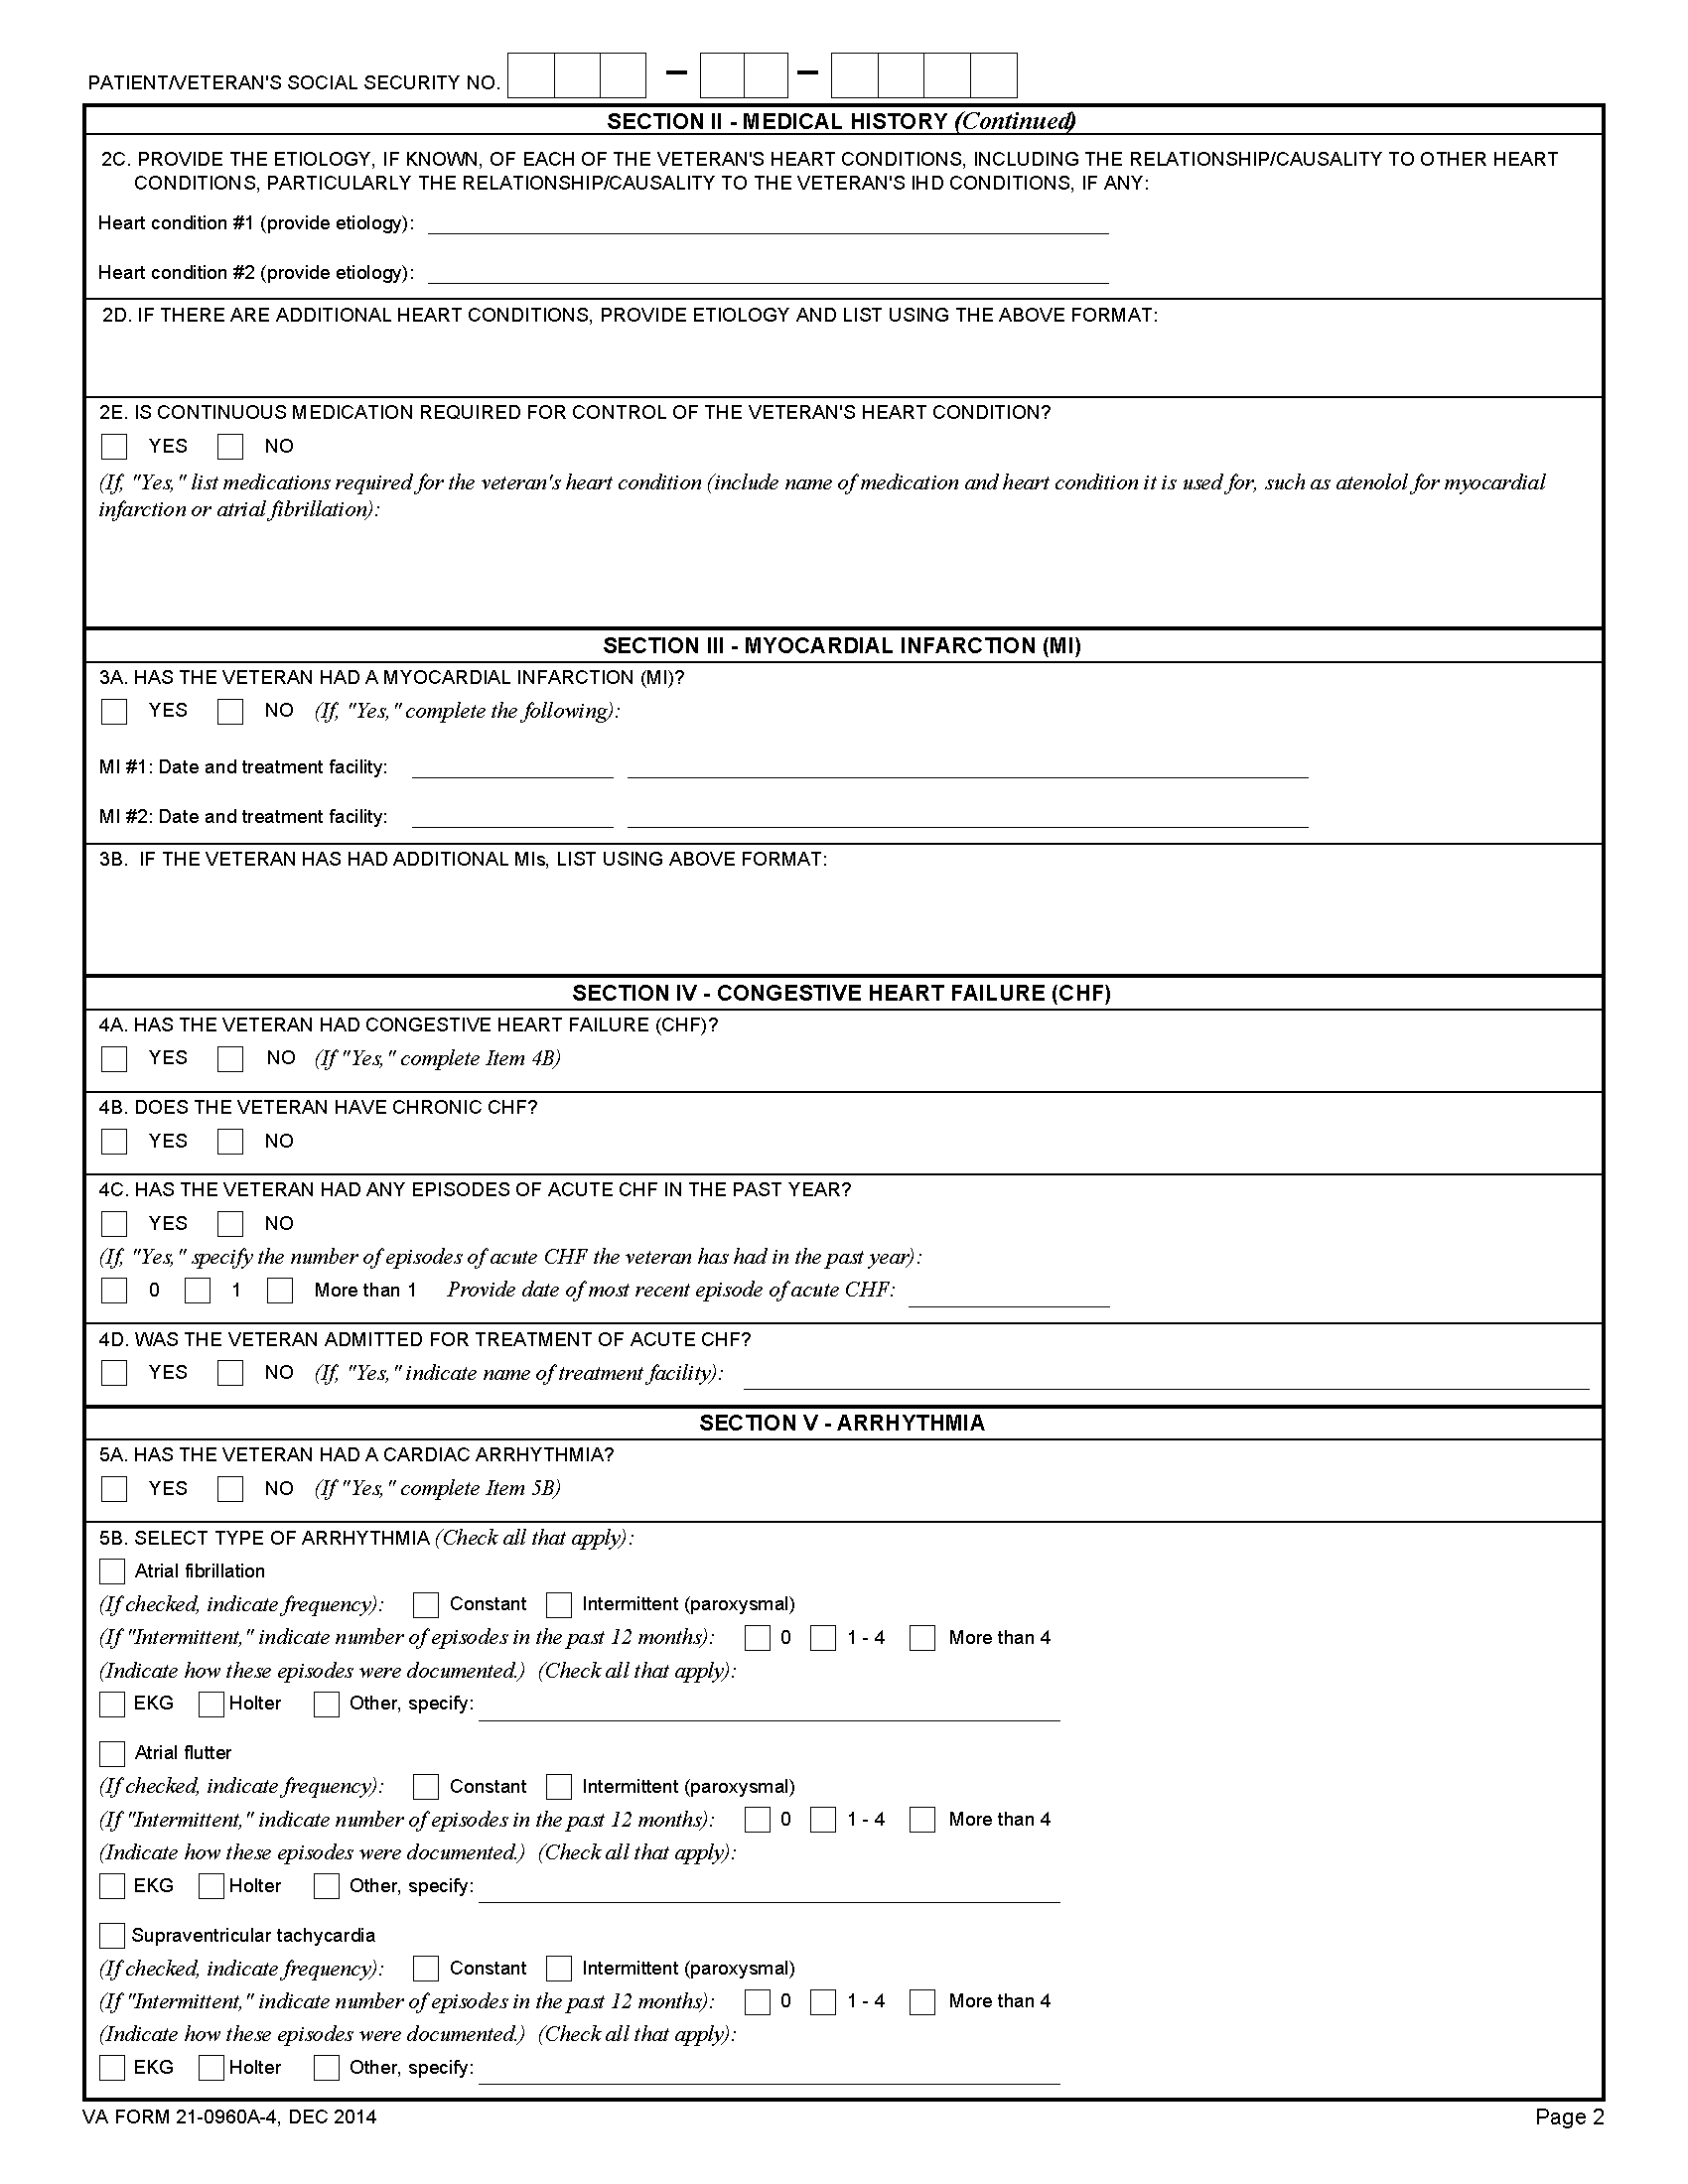 PATIENT/VETERAN'S SOCIAL SECURITY NO. – –
SECTION II - MEDICAL HISTORY (Continued)
2C. PROVIDE THE ETIOLOGY, IF KNOWN, OF EACH OF THE VETERAN'S HEART CONDITIONS, INCLUDING THE RELATIONSHIP/CAUSALITY TO OTHER HEART
CONDITIONS, PARTICULARLY THE RELATIONSHIP/CAUSALITY TO THE VETERAN'S IHD CONDITIONS, IF ANY:
Heart condition #1 (provide etiology):
Heart condition #2 (provide etiology):
2D. IF THERE ARE ADDITIONAL HEART CONDITIONS, PROVIDE ETIOLOGY AND LIST USING THE ABOVE FORMAT:
2E. IS CONTINUOUS MEDICATION REQUIRED FOR CONTROL OF THE VETERAN'S HEART CONDITION?
YES NO
(If, "Yes," list medications required for the veteran's heart condition (include name of medication and heart condition it is used for, such as atenolol for myocardial
infarction or atrial fibrillation):
SECTION III - MYOCARDIAL INFARCTION (MI)
3A. HAS THE VETERAN HAD A MYOCARDIAL INFARCTION (MI)?
YES NO (If, "Yes," complete the following):
MI #1: Date and treatment facility:
MI #2: Date and treatment facility:
3B. IF THE VETERAN HAS HAD ADDITIONAL MIs, LIST USING ABOVE FORMAT:
SECTION IV - CONGESTIVE HEART FAILURE (CHF)
4A. HAS THE VETERAN HAD CONGESTIVE HEART FAILURE (CHF)?
YES NO (If "Yes," complete Item 4B)
4B. DOES THE VETERAN HAVE CHRONIC CHF?
YES NO
4C. HAS THE VETERAN HAD ANY EPISODES OF ACUTE CHF IN THE PAST YEAR?
YES NO
(If, "Yes," specify the number of episodes of acute CHF the veteran has had in the past year):
0 1 More than 1 Provide date of most recent episode of acute CHF:
4D. WAS THE VETERAN ADMITTED FOR TREATMENT OF ACUTE CHF?
YES NO (If, "Yes," indicate name of treatment facility):
SECTION V - ARRHYTHMIA
5A. HAS THE VETERAN HAD A CARDIAC ARRHYTHMIA?
YES NO (If "Yes," complete Item 5B)
5B. SELECT TYPE OF ARRHYTHMIA (Check all that apply):
Atrial fibrillation
(If checked, indicate frequency): Constant Intermittent (paroxysmal)
(If "Intermittent," indicate number of episodes in the past 12 months): 0 1 - 4 More than 4
(Indicate how these episodes were documented.) (Check all that apply):
EKG Holter Other, specify:
Atrial flutter
(If checked, indicate frequency): Constant Intermittent (paroxysmal)
(If "Intermittent," indicate number of episodes in the past 12 months): 0 1 - 4 More than 4
(Indicate how these episodes were documented.) (Check all that apply):
EKG Holter Other, specify:
Supraventricular tachycardia
(If checked, indicate frequency): Constant Intermittent (paroxysmal)
(If "Intermittent," indicate number of episodes in the past 12 months): 0 1 - 4 More than 4
(Indicate how these episodes were documented.) (Check all that apply):
EKG Holter Other, specify:
VA FORM 21-0960A-4, DEC 2014 Page 2